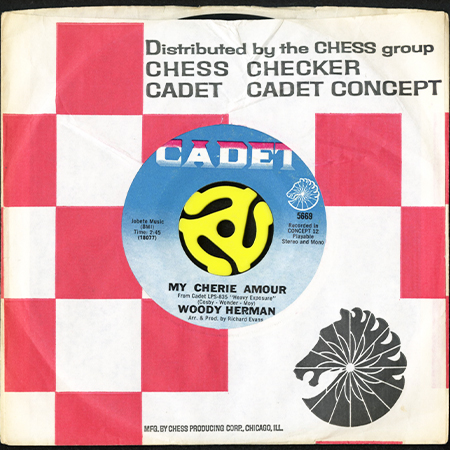 Distributed by the CHESS group
CHESS CHECKER
CADET CADET CONCEPT
CADET
5669
Jobete Music
(BMI)
Time: 2:45
(18077)
Recorded in
CONCEPT 12
Playable
Stereo and Mono
MY CHERIE AMOUR
From Cadet LPS-835 "Heavy Exposure"
(Cosby - Wonder - Moy)
WOODY HERMAN
Arr. & Prod. by Richard Evans
MFG. BY CHESS PRODUCING CORP., CHICAGO, ILL.